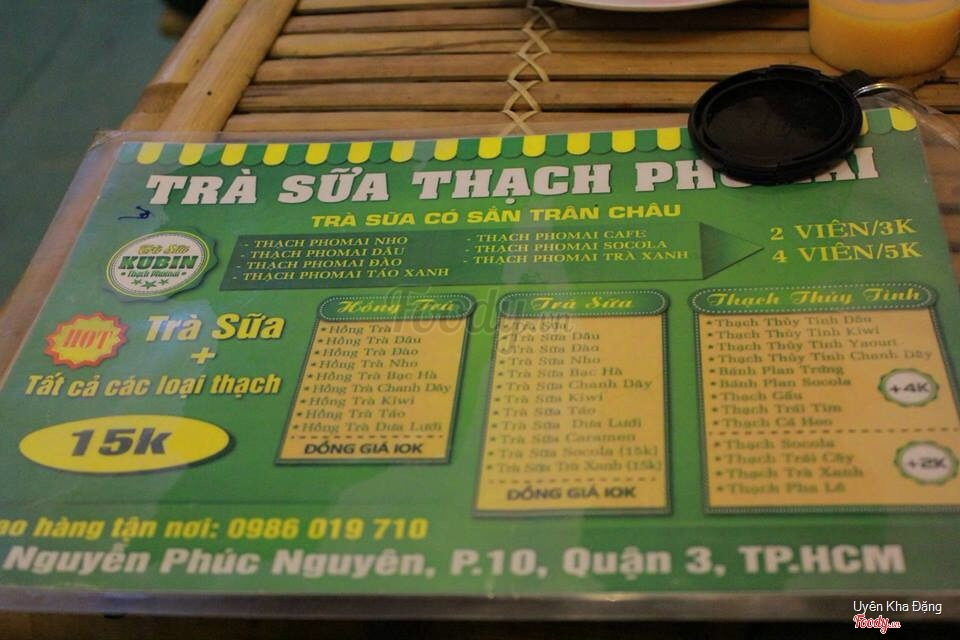 TRÀ SỮA THẠCH PHOMAI
TRÀ SỮA CÓ SẴN TRÂN CHÂU
- THẠCH PHOMAI NHO
- THẠCH PHOMAI DÂU
- THẠCH PHOMAI ĐÀO
- THẠCH PHOMAI TÁO XANH
- THẠCH PHOMAI CAFE
- THẠCH PHOMAI SOCOLA
- THẠCH PHOMAI TRÀ XANH
2 VIÊN/3K
4 VIÊN/5K
Trà Sữa
KUBIN
Thạch Phomai
HOT
Trà Sữa
+
Tất cả các loại thạch
15k
Hồng Trà
• Hồng Trà
• Hồng Trà Dâu
• Hồng Trà Đào
• Hồng Trà Nho
• Hồng Trà Bạc Hà
• Hồng Trà Chanh Dây
• Hồng Trà Kiwi
• Hồng Trà Táo
• Hồng Trà Dưa Lưới
ĐỒNG GIÁ 10K
Trà Sữa
• Trà Sữa
• Trà Sữa Dâu
• Trà Sữa Đào
• Trà Sữa Nho
• Trà Sữa Bạc Hà
• Trà Sữa Chanh Dây
• Trà Sữa Kiwi
• Trà Sữa Táo
• Trà Sữa Dưa Lưới
• Trà Sữa Caramen
• Trà Sữa Socola (15k)
• Trà Sữa Trà Xanh (15k)
ĐỒNG GIÁ 10K
Thạch Thủy Tinh
• Thạch Thủy Tinh Dâu
• Thạch Thủy Tinh Kiwi
• Thạch Thủy Tinh Yaourt
• Thạch Thủy Tinh Chanh Dây
• Bánh Plan Trứng
• Bánh Plan Socola
• Thạch Gấu
• Thạch Trái Tim
• Thạch Cá Heo
+4K
• Thạch Socola
• Thạch Trái Cây
• Thạch Trà Xanh
• Thạch Pha Lê
+2K
ao hàng tận nơi: 0986 019 710
Nguyễn Phúc Nguyên, P.10, Quận 3, TP.HCM
Foody.vn
Uyên Kha Đặng
Foody.vn